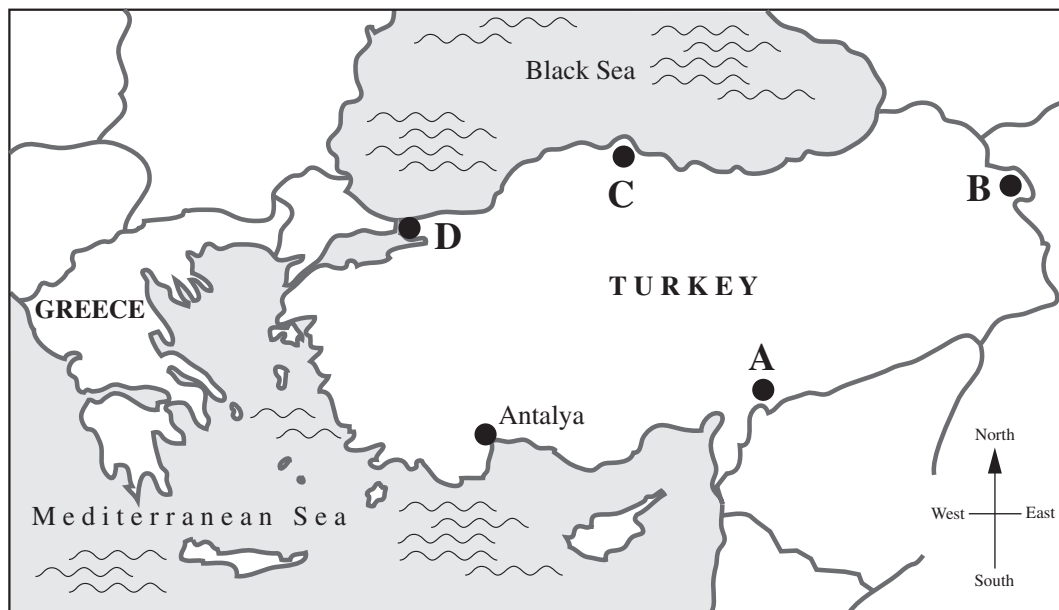 Black Sea
C
B
D
TURKEY
GREECE
A
Antalya
North
Mediterranean Sea
West
East
South